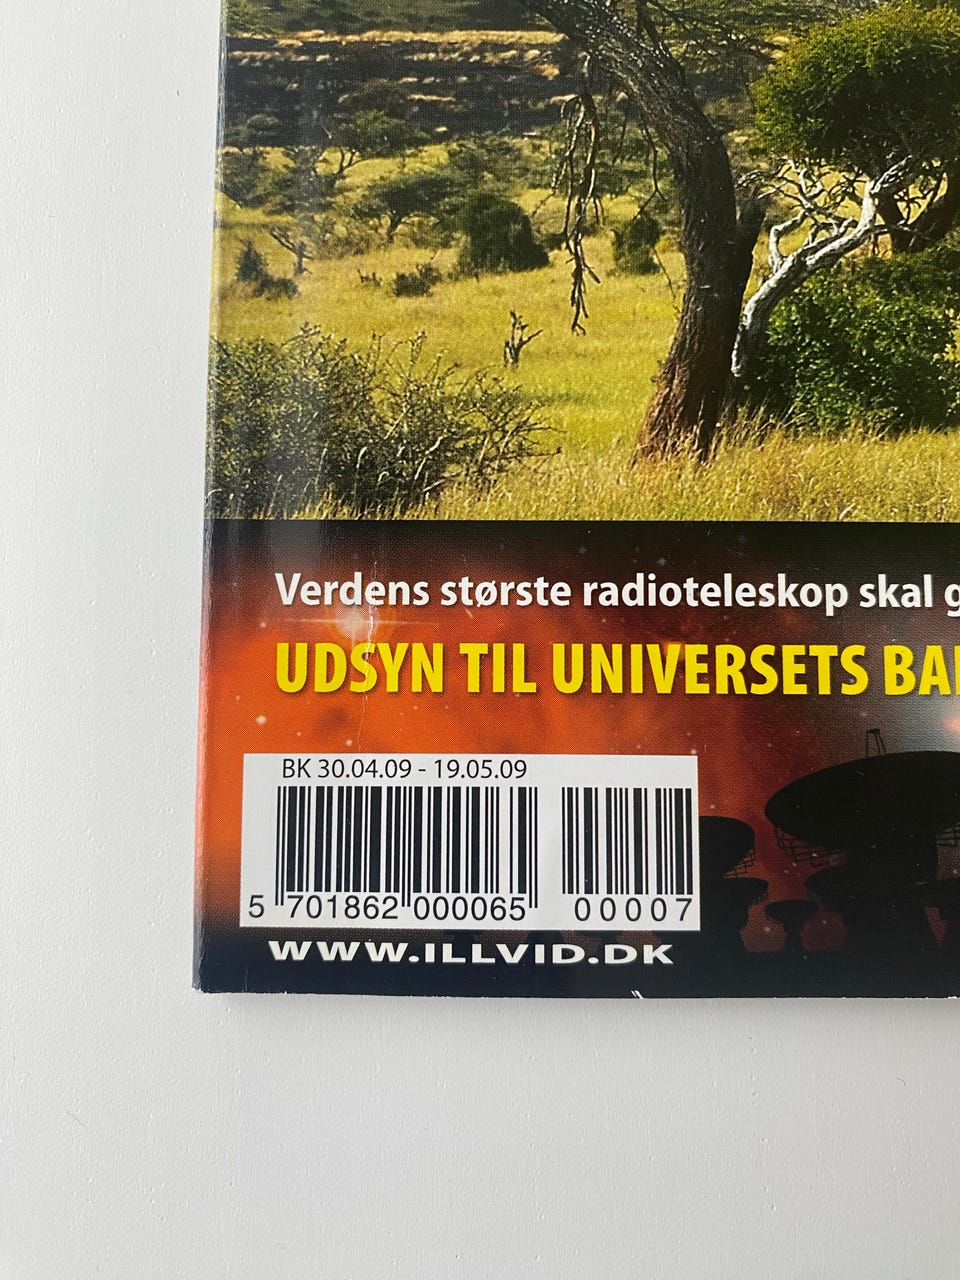 Verdens største radioteleskop skal
UDSYN TIL UNIVERSETS
BK 30.04.09 - 19.05.09
5 701862 000065 00007
WWW.ILLVID.DK